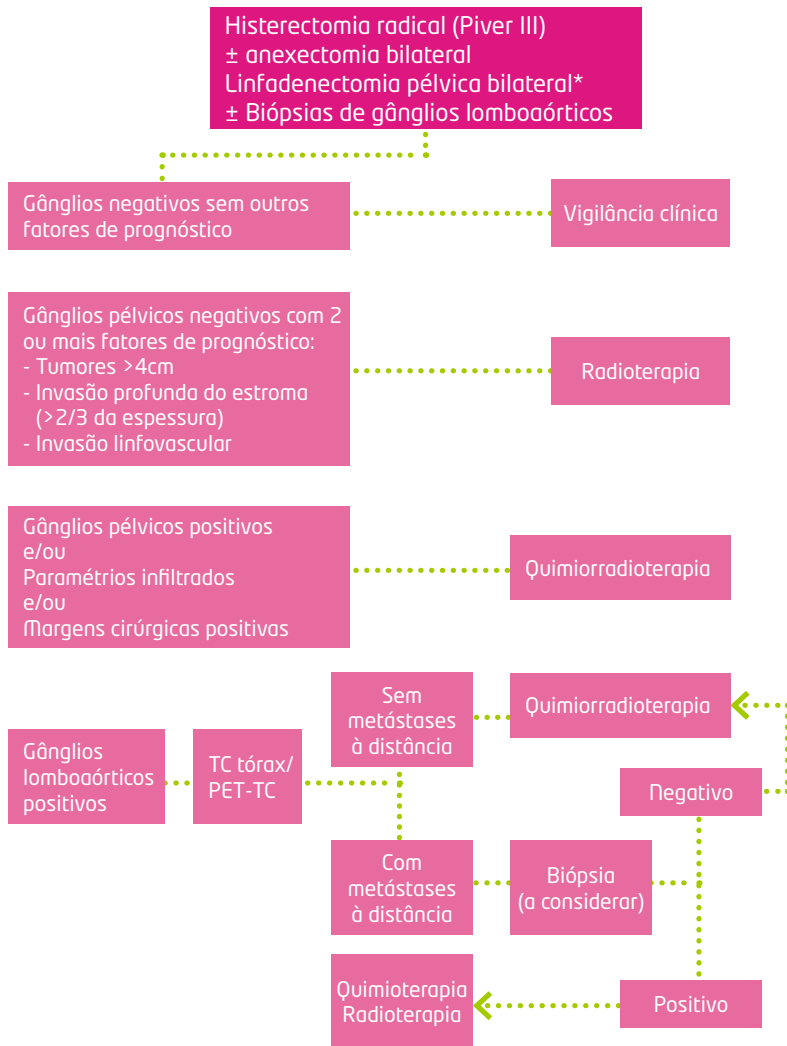 Histerectomia radical (Piver III)
± anexectomia bilateral
Linfadenectomia pélvica bilateral*
± Biópsias de gânglios lomboaórticos
Gânglios negativos sem outros
fatores de prognóstico
Vigilância clínica
Gânglios pélvicos negativos com 2
ou mais fatores de prognóstico:
- Tumores >4cm
- Invasão profunda do estroma
(>2/3 da espessura)
- Invasão linfovascular
Radioterapia
Gânglios pélvicos positivos
e/ou
Paramétrios infiltrados
e/ou
Margens cirúrgicas positivas
Quimiorradioterapia
Gânglios
lomboaórticos
positivos
TC tórax/
PET-TC
Sem
metástases
à distância
Quimiorradioterapia
Negativo
Com
metástases
à distância
Biópsia
(a considerar)
Quimioterapia
Radioterapia
Positivo